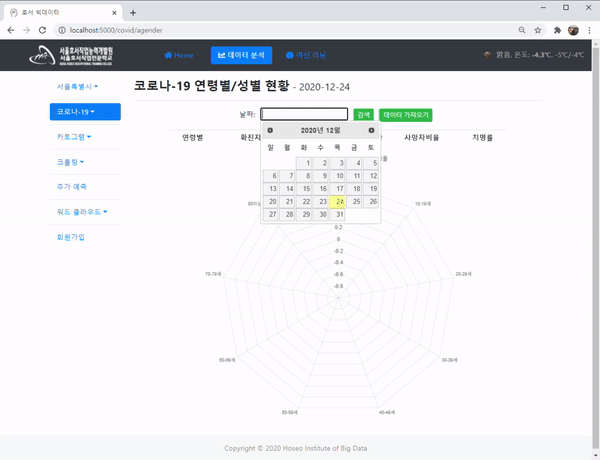 호서 빅데이터
localhost:5000/covid/agender
서울호서직업능력개발원
서울호서직업전문학교
Home
데이터 분석
머신 러닝
맑음, 온도: -4.3°C, -5°C/-4°C
서울특별시
코로나-19
카토그램
크롤링
주가 예측
워드 클라우드
회원가입
코로나-19 연령별/성별 현황 - 2020-12-24
날짜:
검색
데이터 가져오기
연령별
확진자
사망자비율
치명률
2020년 12월
일 월 화 수 목 금 토
1 2 3 4 5
6 7 8 9 10 11 12
13 14 15 16 17 18 19
20 21 22 23 24 25 26
27 28 29 30 31
80이상
10-19세
0.2
0
-0.2
-0.4
-0.6
-0.8
70-79세
20-29세
60-69세
30-39세
50-59세
40-49세
Copyright © 2020 Hoseo Institute of Big Data